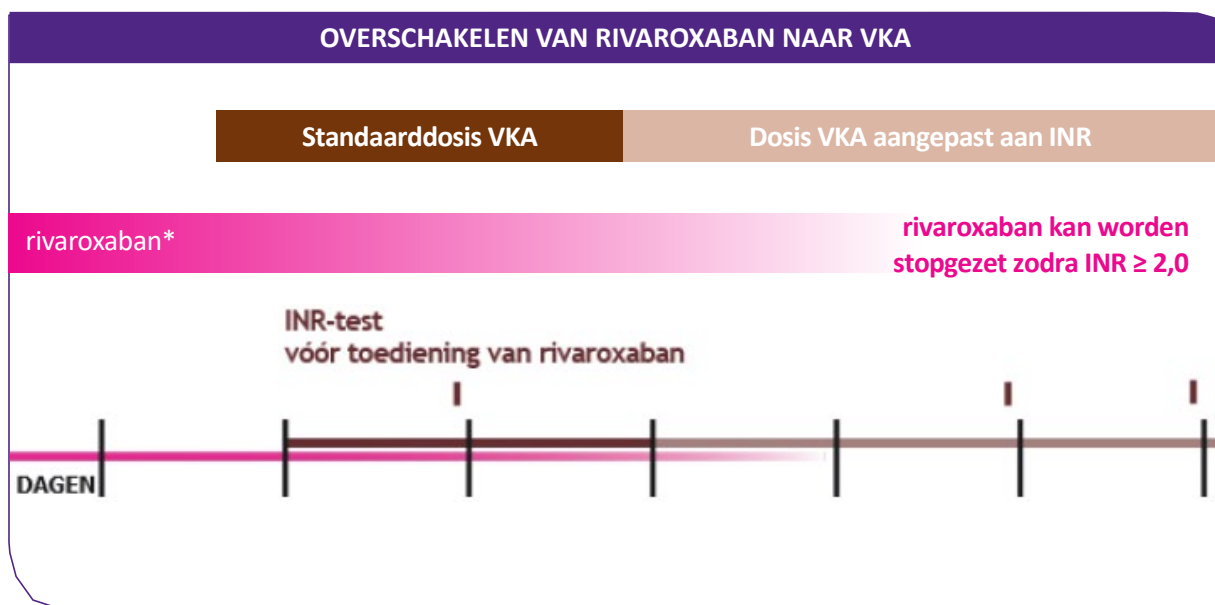 OVERSCHAKELEN VAN RIVAROXABAN NAAR VKA
Standaarddosis VKA
Dosis VKA aangepast aan INR
rivaroxaban*
rivaroxaban kan worden
stopgezet zodra INR ≥ 2,0
INR-test
vóór toediening van rivaroxaban
DAGEN